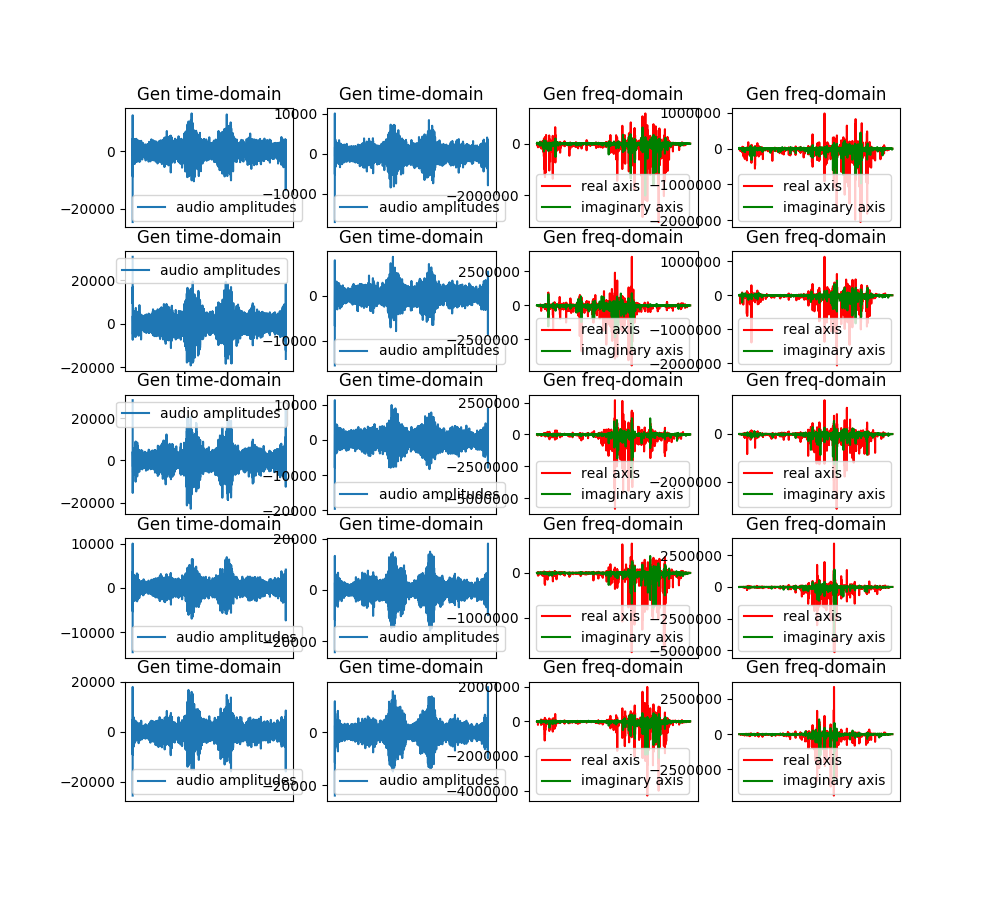 Gen time-domain Gen time-domain Gen freq-domain Gen freq-domain
0
−20000
audio amplitudes
10000
0
−10000
audio amplitudes
0
−2000000
real axis
imaginary axis
1000000
0
−1000000
−2000000
real axis
imaginary axis
Gen time-domain Gen time-domain Gen freq-domain Gen freq-domain
20000
0
−20000
audio amplitudes
0
−10000
audio amplitudes
2500000
0
−2500000
real axis
imaginary axis
1000000
0
−1000000
−2000000
real axis
imaginary axis
Gen time-domain Gen time-domain Gen freq-domain Gen freq-domain
20000
0
−20000
audio amplitudes
10000
0
−10000
−20000
audio amplitudes
2500000
0
−2500000
−5000000
real axis
imaginary axis
0
−2000000
real axis
imaginary axis
Gen time-domain Gen time-domain Gen freq-domain Gen freq-domain
10000
0
−10000
audio amplitudes
20000
0
−20000
audio amplitudes
0
−1000000
real axis
imaginary axis
2500000
0
−2500000
−5000000
real axis
imaginary axis
Gen time-domain Gen time-domain Gen freq-domain Gen freq-domain
20000
0
−20000
audio amplitudes
0
−20000
audio amplitudes
2000000
0
−2000000
−4000000
real axis
imaginary axis
2500000
0
−2500000
real axis
imaginary axis